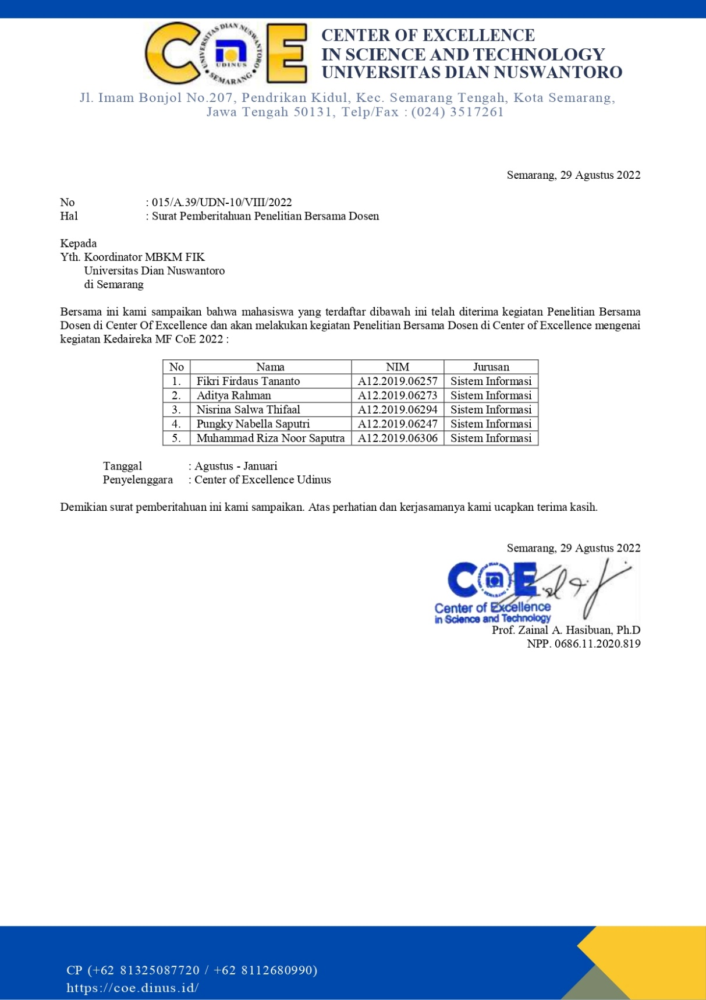 UNIVERSITAS DIAN NUSWANTORO
UDINUS
SEMARANG
CENTER OF EXCELLENCE
IN SCIENCE AND TECHNOLOGY
UNIVERSITAS DIAN NUSWANTORO
Jl. Imam Bonjol No.207, Pendrikan Kidul, Kec. Semarang Tengah, Kota Semarang,
Jawa Tengah 50131, Telp/Fax : (024) 3517261
Semarang, 29 Agustus 2022
No : 015/A.39/UDN-10/VIII/2022
Hal : Surat Pemberitahuan Penelitian Bersama Dosen
Kepada
Yth. Koordinator MBKM FIK
Universitas Dian Nuswantoro
di Semarang
Bersama ini kami sampaikan bahwa mahasiswa yang terdaftar dibawah ini telah diterima kegiatan Penelitian Bersama
Dosen di Center Of Excellence dan akan melakukan kegiatan Penelitian Bersama Dosen di Center of Excellence mengenai
kegiatan Kedaireka MF CoE 2022 :
No Nama NIM Jurusan
1. Fikri Firdaus Tananto A12.2019.06257 Sistem Informasi
2. Aditya Rahman A12.2019.06273 Sistem Informasi
3. Nisrina Salwa Thifaal A12.2019.06294 Sistem Informasi
4. Pungky Nabella Saputri A12.2019.06247 Sistem Informasi
5. Muhammad Riza Noor Saputra A12.2019.06306 Sistem Informasi
Tanggal : Agustus - Januari
Penyelenggara : Center of Excellence Udinus
Demikian surat pemberitahuan ini kami sampaikan. Atas perhatian dan kerjasamanya kami ucapkan terima kasih.
Semarang, 29 Agustus 2022
CoE
Center of Excellence
in Science and Technology
Prof. Zainal A. Hasibuan, Ph.D
NPP. 0686.11.2020.819
CP (+62 81325087720 / +62 8112680990)
https://coe.dinus.id/